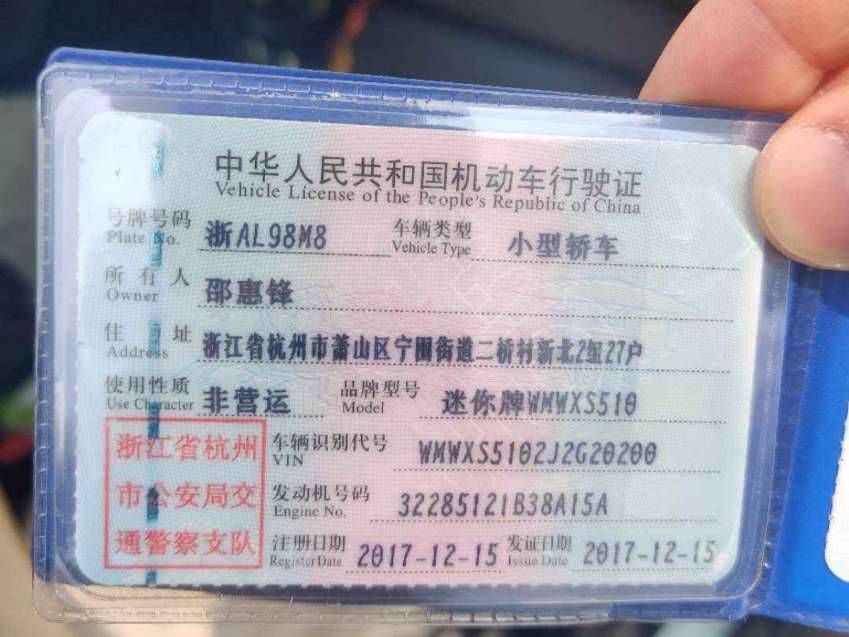 中华人民共和国机动车行驶证
Vehicle License of the People's Republic of China
号牌号码 浙AL98M8 车辆类型 小型轿车
Plate No. Vehicle Type
所有人 邵惠锋
Owner
住址 浙江省杭州市萧山区宁围街道二桥村新北2组27户
Address
使用性质 非营运 品牌型号 迷你牌WMWXS510
Use Character Model
浙江省杭州 车辆识别代号 WMWXS5102J2G20200
VIN
市公安局交 发动机号码 32285121B38A15A
Engine No.
通警察支队 注册日期 2017-12-15 发证日期 2017-12-15
Register Date Issue Date